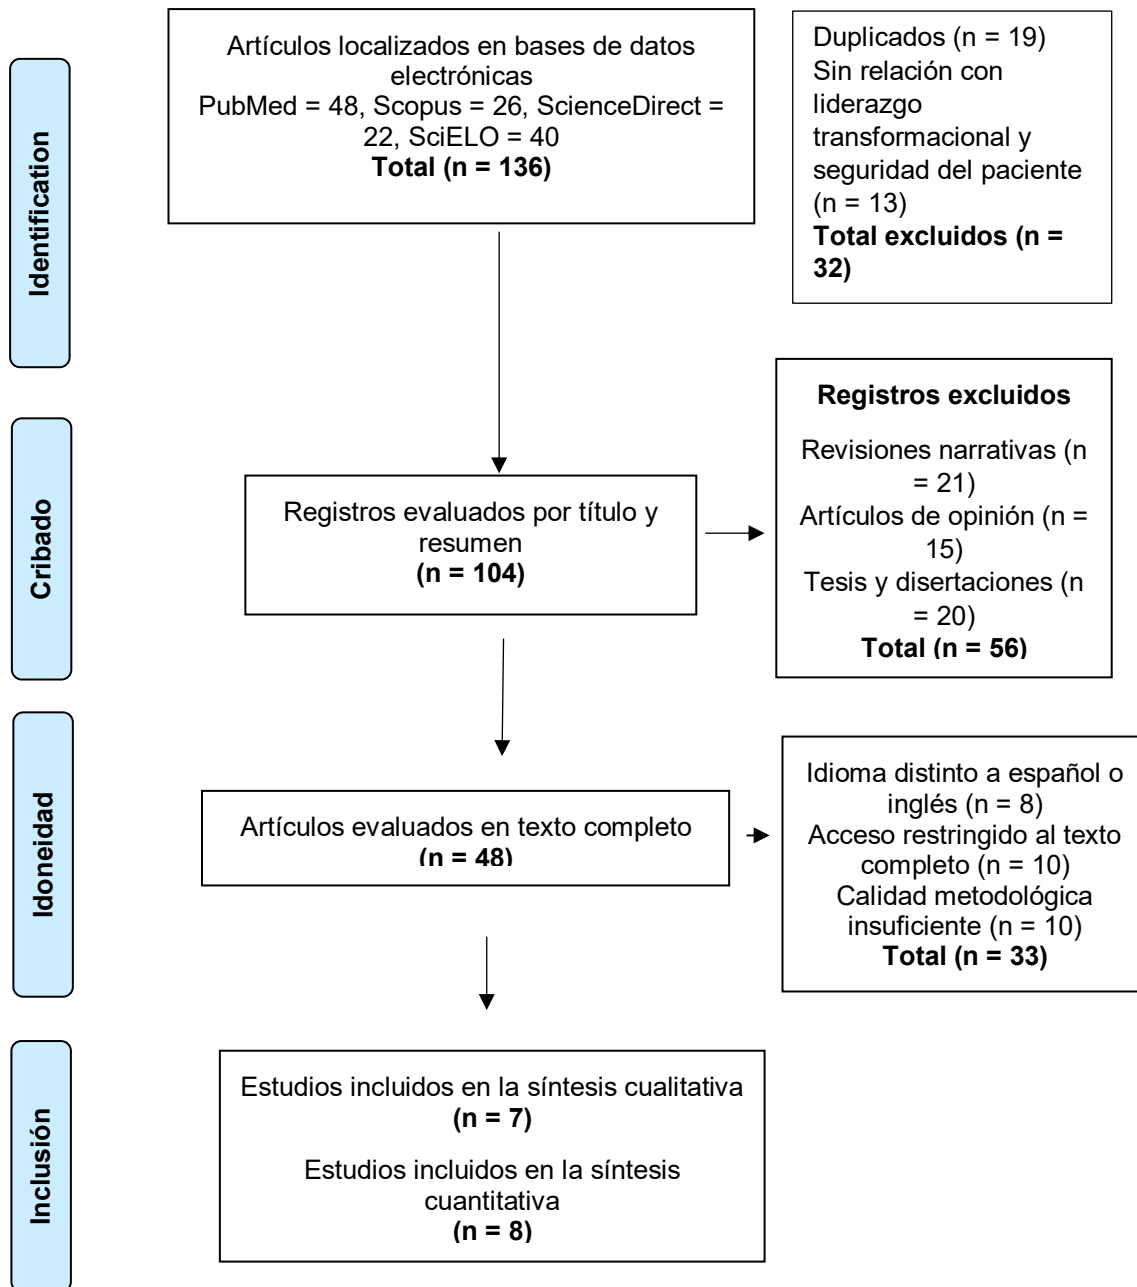 Identification
Artículos localizados en bases de datos
electrónicas
PubMed = 48, Scopus = 26, ScienceDirect =
22, SciELO = 40
Total (n = 136)
Duplicados (n = 19)
Sin relación con
liderazgo
transformacional y
seguridad del paciente
(n = 13)
Total excluidos (n =
32)
Cribado
Registros evaluados por título y
resumen
(n = 104)
Registros excluidos
Revisiones narrativas (n
= 21)
Artículos de opinión (n =
15)
Tesis y disertaciones (n
= 20)
Total (n = 56)
Idoneidad
Artículos evaluados en texto completo
(n = 48)
Idioma distinto a español o
inglés (n = 8)
Acceso restringido al texto
completo (n = 10)
Calidad metodológica
insuficiente (n = 10)
Total (n = 33)
Inclusión
Estudios incluidos en la síntesis cualitativa
(n = 7)
Estudios incluidos en la síntesis
cuantitativa
(n = 8)